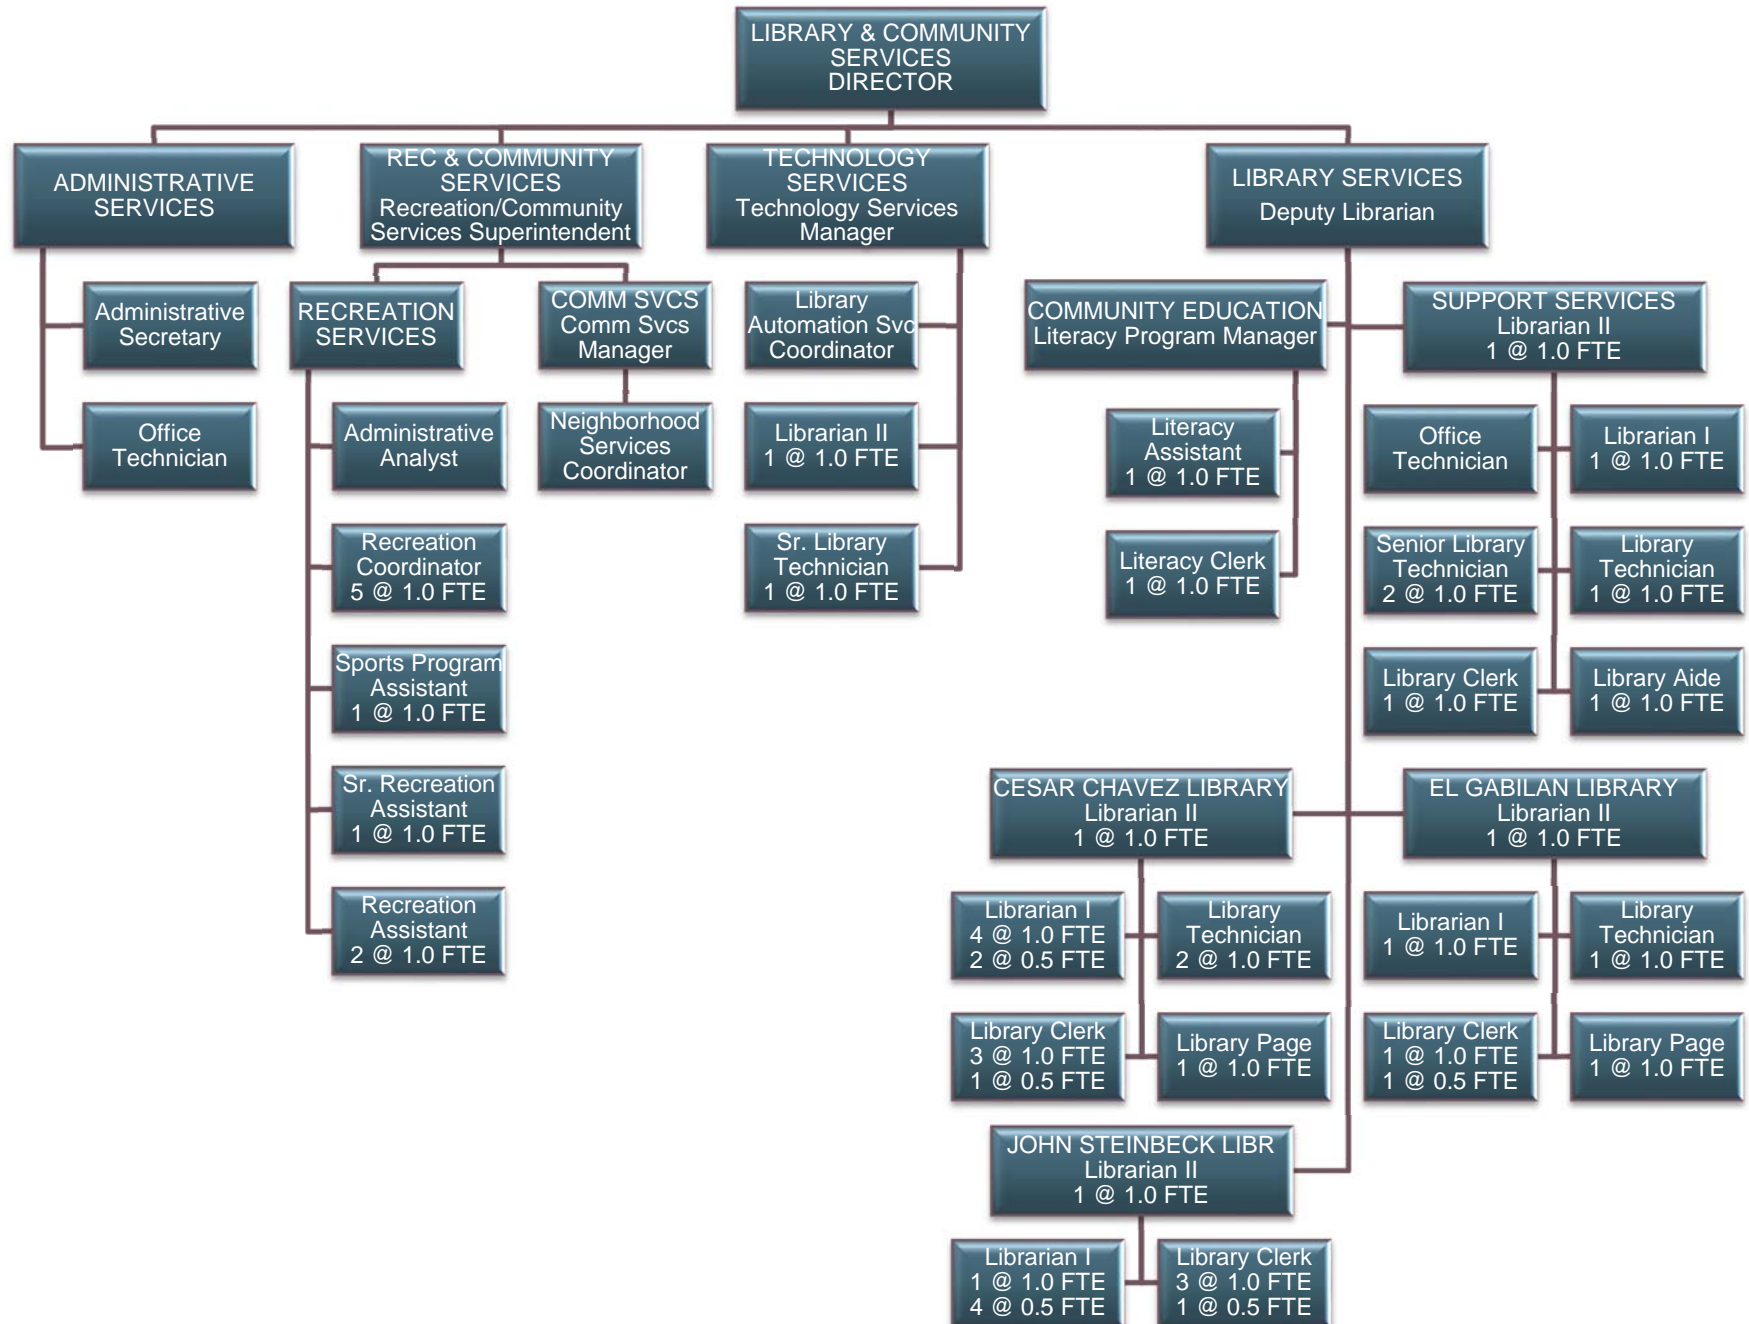 LIBRARY & COMMUNITY
SERVICES
DIRECTOR
ADMINISTRATIVE
SERVICES
REC & COMMUNITY
SERVICES
Recreation/Community
Services Superintendent
TECHNOLOGY
SERVICES
Technology Services
Manager
LIBRARY SERVICES
Deputy Librarian
Administrative
Secretary
Office
Technician
RECREATION
SERVICES
Administrative
Analyst
Recreation
Coordinator
5 @ 1.0 FTE
Sports Program
Assistant
1 @ 1.0 FTE
Sr. Recreation
Assistant
1 @ 1.0 FTE
Recreation
Assistant
2 @ 1.0 FTE
COMM SVCS
Comm Svcs
Manager
Neighborhood
Services
Coordinator
Library
Automation Svc
Coordinator
Librarian II
1 @ 1.0 FTE
Sr. Library
Technician
1 @ 1.0 FTE
COMMUNITY EDUCATION
Literacy Program Manager
Literacy
Assistant
1 @ 1.0 FTE
Literacy Clerk
1 @ 1.0 FTE
SUPPORT SERVICES
Librarian II
1 @ 1.0 FTE
Office
Technician
Librarian I
1 @ 1.0 FTE
Senior Library
Technician
2 @ 1.0 FTE
Library
Technician
1 @ 1.0 FTE
Library Clerk
1 @ 1.0 FTE
Library Aide
1 @ 1.0 FTE
CESAR CHAVEZ LIBRARY
Librarian II
1 @ 1.0 FTE
Librarian I
4 @ 1.0 FTE
2 @ 0.5 FTE
Library
Technician
2 @ 1.0 FTE
Library Clerk
3 @ 1.0 FTE
1 @ 0.5 FTE
Library Page
1 @ 1.0 FTE
EL GABILAN LIBRARY
Librarian II
1 @ 1.0 FTE
Librarian I
1 @ 1.0 FTE
Library
Technician
1 @ 1.0 FTE
Library Clerk
1 @ 1.0 FTE
1 @ 0.5 FTE
Library Page
1 @ 1.0 FTE
JOHN STEINBECK LIBR
Librarian II
1 @ 1.0 FTE
Librarian I
1 @ 1.0 FTE
4 @ 0.5 FTE
Library Clerk
3 @ 1.0 FTE
1 @ 0.5 FTE